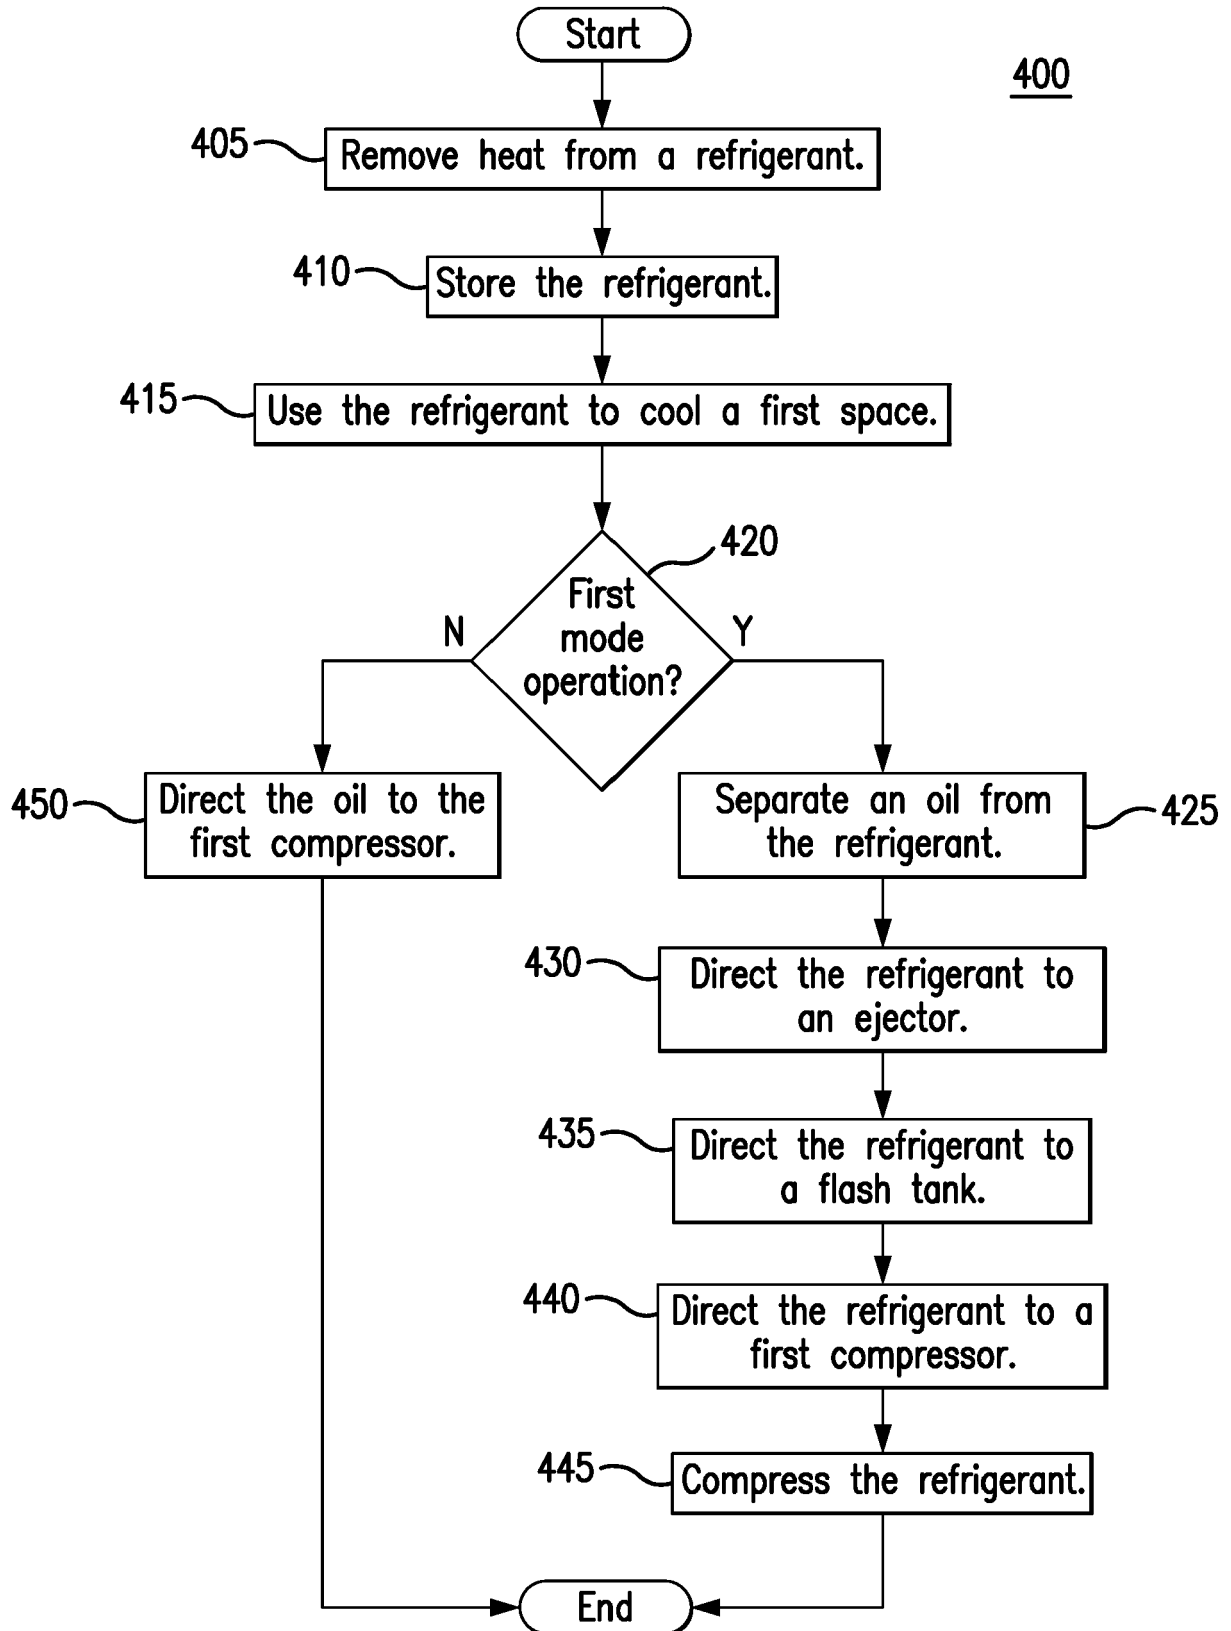 Start
400
405
Remove heat from a refrigerant.
410
Store the refrigerant.
415
Use the refrigerant to cool a first space.
420
First
mode
operation?
N
Y
450
Direct the oil to the
first compressor.
Separate an oil from
the refrigerant.
425
430
Direct the refrigerant to
an ejector.
435
Direct the refrigerant to
a flash tank.
440
Direct the refrigerant to a
first compressor.
445
Compress the refrigerant.
End